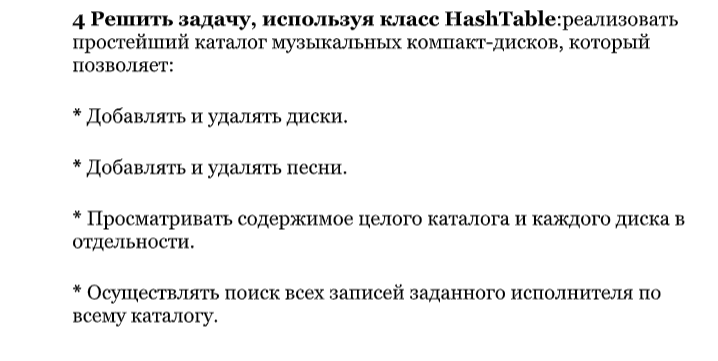 4 Решить задачу, используя класс HashTable:реализовать
простейший каталог музыкальных компакт-дисков, который
позволяет:
* Добавлять и удалять диски.
* Добавлять и удалять песни.
* Просматривать содержимое целого каталога и каждого диска в
отдельности.
* Осуществлять поиск всех записей заданного исполнителя по
всему каталогу.